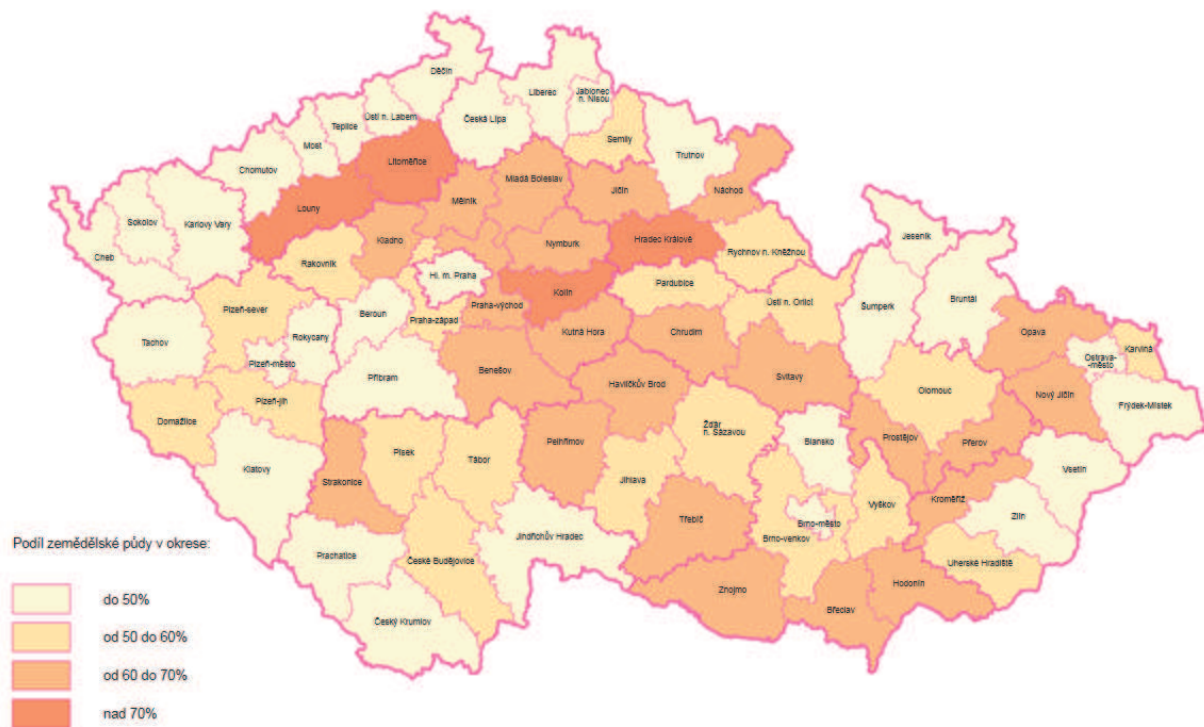 Děčín
Liberec
Jablonec
n. Nisou
Ústí n. Labem
Česká Lípa
Teplice
Semily
Most
Trutnov
Litoměřice
Chomutov
Mladá Boleslav
Jičín
Náchod
Mělník
Louny
Sokolov
Karlovy Vary
Jeseník
Kladno
Nymburk
Hradec Králové
Rychnov n. Kněžnou
Cheb
Rakovník
Hl. m. Praha
Pardubice
Kolín
Bruntál
Praha-východ
Ústí n. Orlicí
Šumperk
Plzeň-sever
Beroun
Praha-západ
Kutná Hora
Chrudim
Opava
Rokycany
Tachov
Karviná
Ostrava-
město
Plzeň-město
Benešov
Příbram
Svitavy
Havlíčkův Brod
Olomouc
Nový Jičín
Frýdek-Místek
Plzeň-jih
Domažlice
Žďár
n. Sázavou
Prostějov
Přerov
Blansko
Písek
Tábor
Pelhřimov
Klatovy
Vsetín
Strakonice
Jihlava
Kroměříž
Vyškov
Třebíč
Zlín
Brno-město
Jindřichův Hradec
Brno-venkov
Prachatice
České Budějovice
Uherské Hradiště
Hodonín
Znojmo
Břeclav
Český Krumlov
Podíl zemědělské půdy v okrese:
do 50%
od 50 do 60%
od 60 do 70%
nad 70%